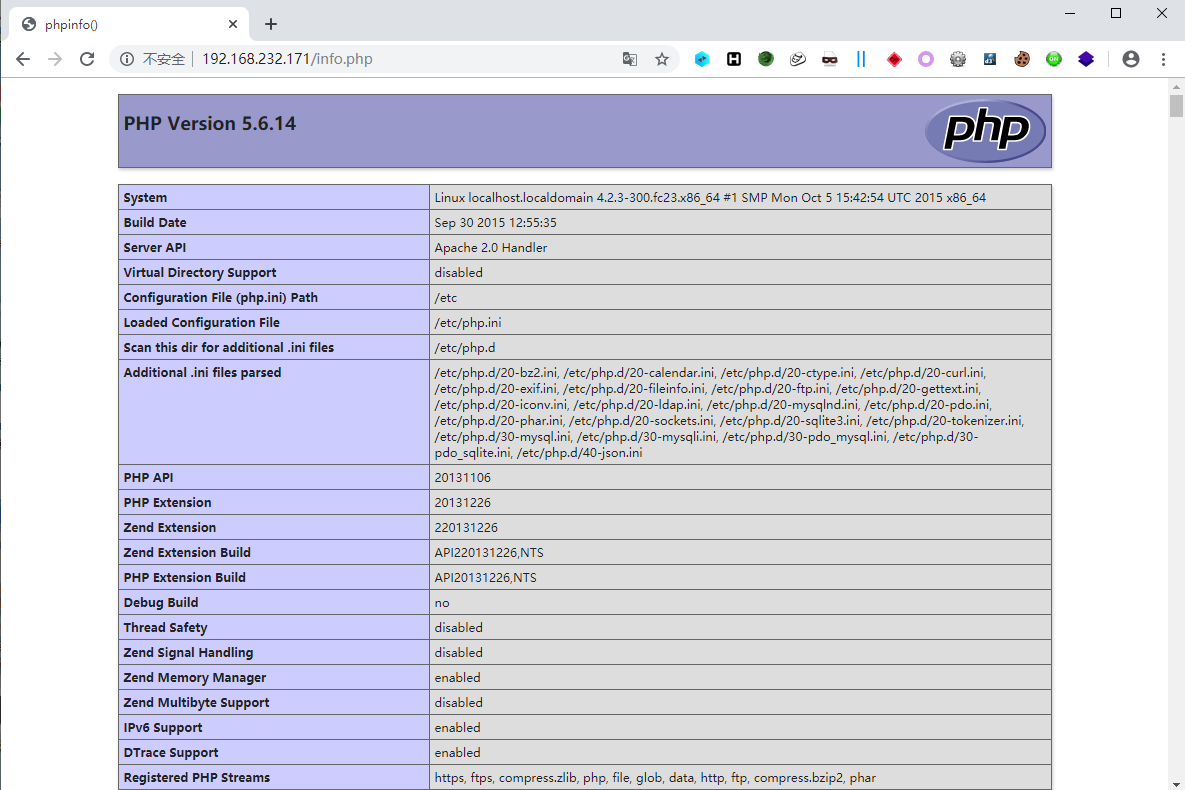 phpinfo()
不安全 192.168.232.171/info.php
PHP Version 5.6.14
php
System Linux localhost.localdomain 4.2.3-300.fc23.x86_64 #1 SMP Mon Oct 5 15:42:54 UTC 2015 x86_64
Build Date Sep 30 2015 12:55:35
Server API Apache 2.0 Handler
Virtual Directory Support disabled
Configuration File (php.ini) Path /etc
Loaded Configuration File /etc/php.ini
Scan this dir for additional .ini files /etc/php.d
Additional .ini files parsed /etc/php.d/20-bz2.ini, /etc/php.d/20-calendar.ini, /etc/php.d/20-ctype.ini, /etc/php.d/20-curl.ini,
/etc/php.d/20-exif.ini, /etc/php.d/20-fileinfo.ini, /etc/php.d/20-ftp.ini, /etc/php.d/20-gettext.ini,
/etc/php.d/20-iconv.ini, /etc/php.d/20-ldap.ini, /etc/php.d/20-mysqlnd.ini, /etc/php.d/20-pdo.ini,
/etc/php.d/20-phar.ini, /etc/php.d/20-sockets.ini, /etc/php.d/20-sqlite3.ini, /etc/php.d/20-tokenizer.ini,
/etc/php.d/30-mysql.ini, /etc/php.d/30-mysqli.ini, /etc/php.d/30-pdo_mysql.ini, /etc/php.d/30-
pdo_sqlite.ini, /etc/php.d/40-json.ini
PHP API 20131106
PHP Extension 20131226
Zend Extension 220131226
Zend Extension Build API220131226,NTS
PHP Extension Build API20131226,NTS
Debug Build no
Thread Safety disabled
Zend Signal Handling disabled
Zend Memory Manager enabled
Zend Multibyte Support disabled
IPv6 Support enabled
DTrace Support enabled
Registered PHP Streams https, ftps, compress.zlib, php, file, glob, data, http, ftp, compress.bzip2, phar